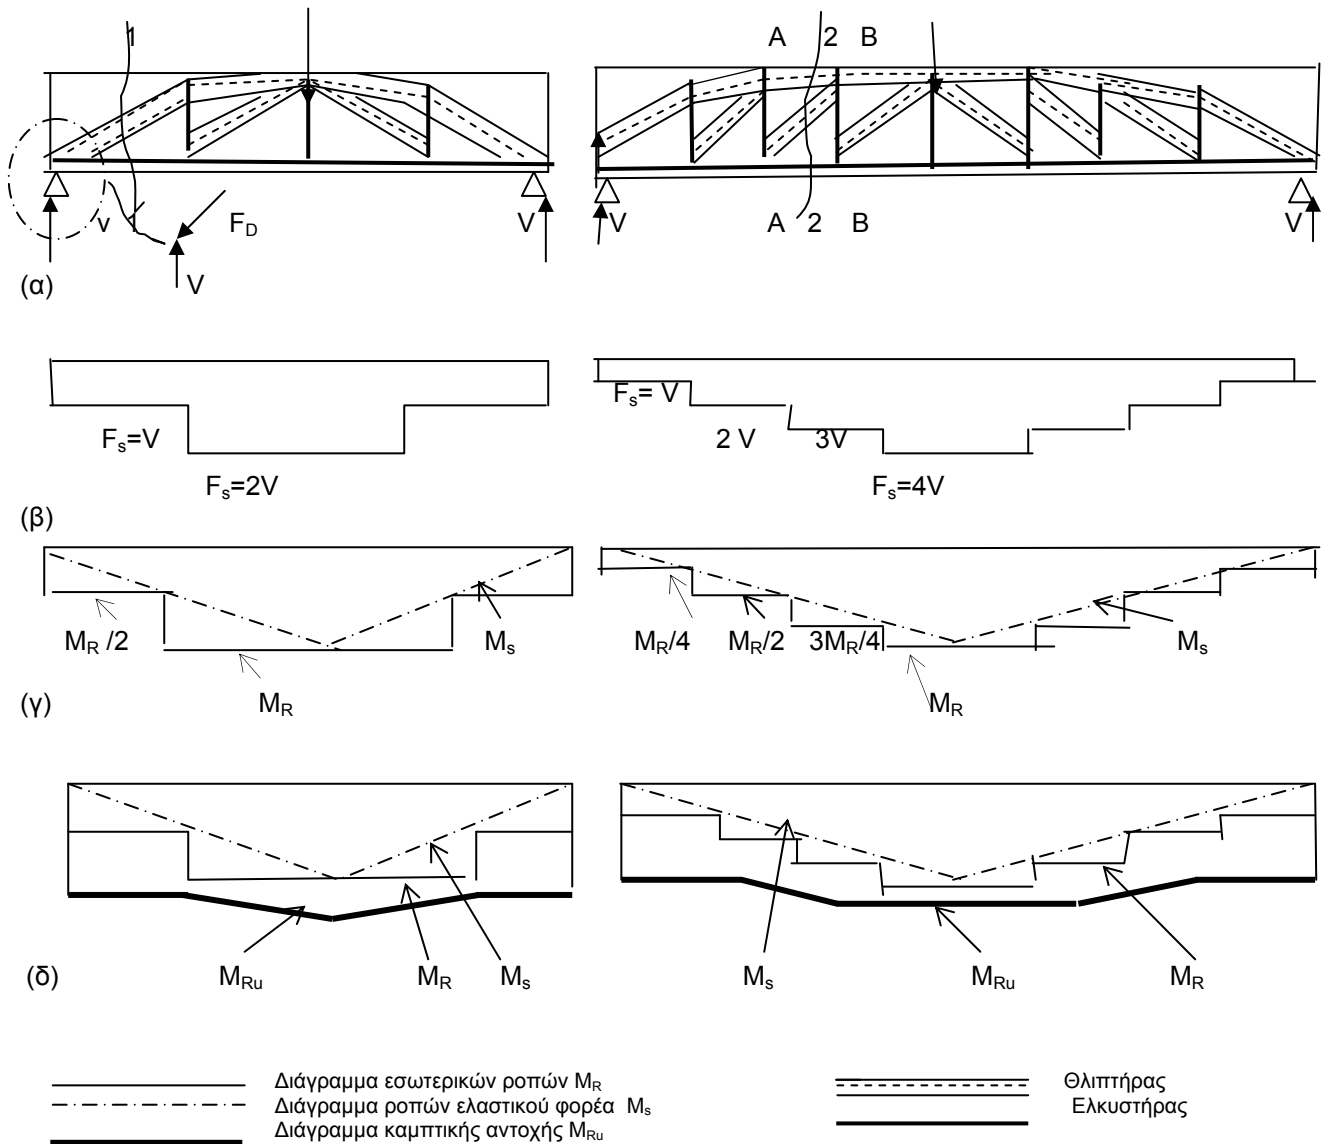 1 A 2 B
V 1 F_D V V A 2 B V
V
(α)
F_s=V F_s= V
2 V 3V
F_s=2V F_s=4V
(β)
M_R /2 M_s M_R/4 M_R/2 3M_R/4 M_s
M_R M_R
(γ)
M_Ru M_R M_s M_s M_Ru M_R
(δ)
Διάγραμμα εσωτερικών ροπών M_R Θλιπτήρας
Διάγραμμα ροπών ελαστικού φορέα M_s Ελκυστήρας
Διάγραμμα καμπτικής αντοχής M_Ru